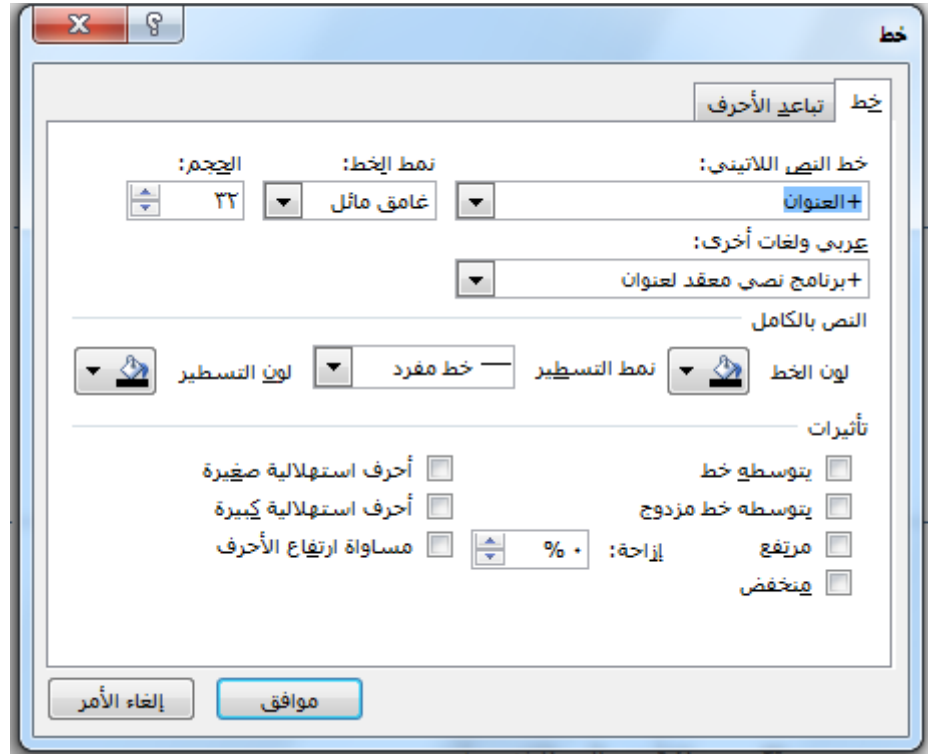 خط
خط تباعد الأحرف
خط النص اللاتيني: نمط الخط: الحجم:
+العنوان غامق مائل ٣٢
عربي ولغات أخرى:
+برنامج نصي معقد لعنوان
النص بالكامل
لون الخط نمط التسطير خط مفرد لون التسطير
تأثيرات
يتوسطه خط أحرف استهلالية صغيرة
يتوسطه خط مزدوج أحرف استهلالية كبيرة
مرتفع إزاحة: ٠ % مساواة ارتفاع الأحرف
منخفض
موافق إلغاء الأمر